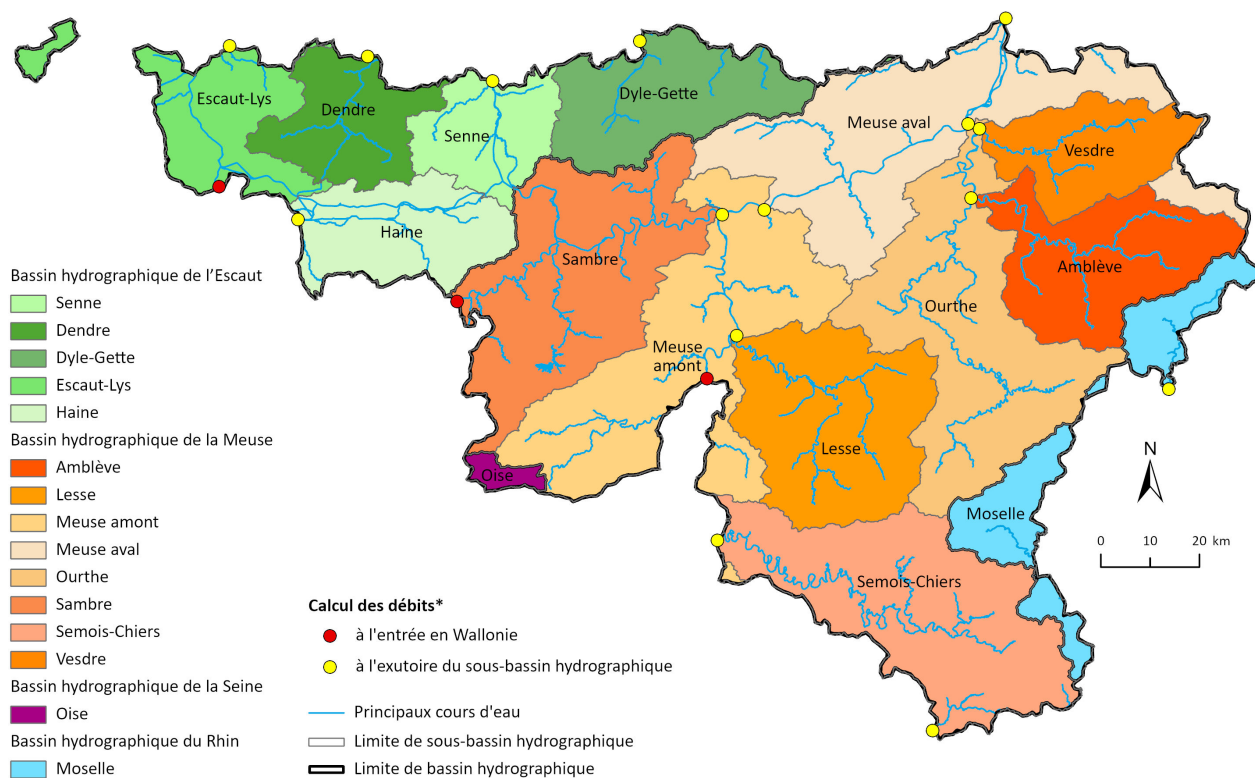 Escaut-Lys
Dendre
Senne
Dyle-Gette
Meuse aval
Vesdre
Haine
Sambre
Amblève
Ourthe
Meuse
amont
Lesse
Oise
Moselle
Semois-Chiers
N
0 10 20 km
Bassin hydrographique de l'Escaut
Senne
Dendre
Dyle-Gette
Escaut-Lys
Haine
Bassin hydrographique de la Meuse
Amblève
Lesse
Meuse amont
Meuse aval
Ourthe
Sambre
Semois-Chiers
Vesdre
Bassin hydrographique de la Seine
Oise
Bassin hydrographique du Rhin
Moselle
Calcul des débits*
à l'entrée en Wallonie
à l'exutoire du sous-bassin hydrographique
Principaux cours d'eau
Limite de sous-bassin hydrographique
Limite de bassin hydrographique